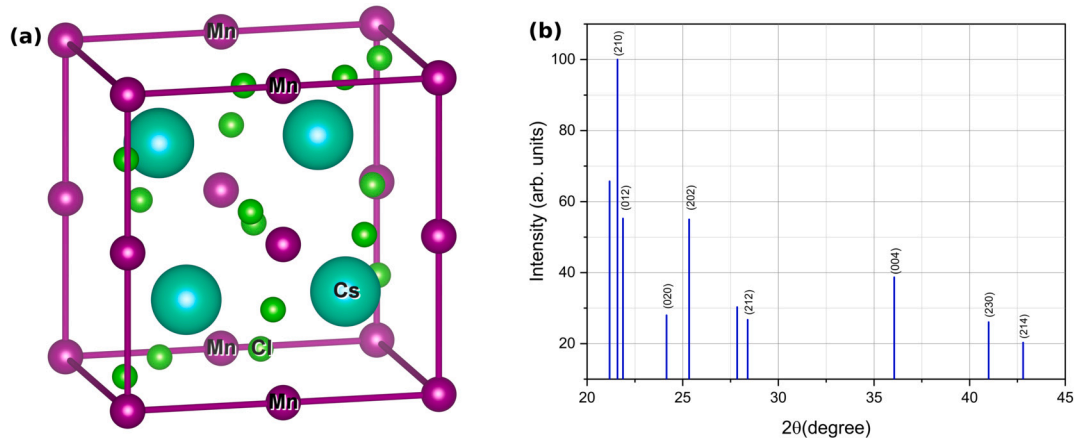 (a)
Mn
Mn
Cs
Mn
Cl
Mn
(b)
Intensity (arb. units)
100
80
60
40
20
(210)
(012)
(020)
(202)
(212)
(004)
(230)
(214)
20
25
30
35
40
45
2θ(degree)